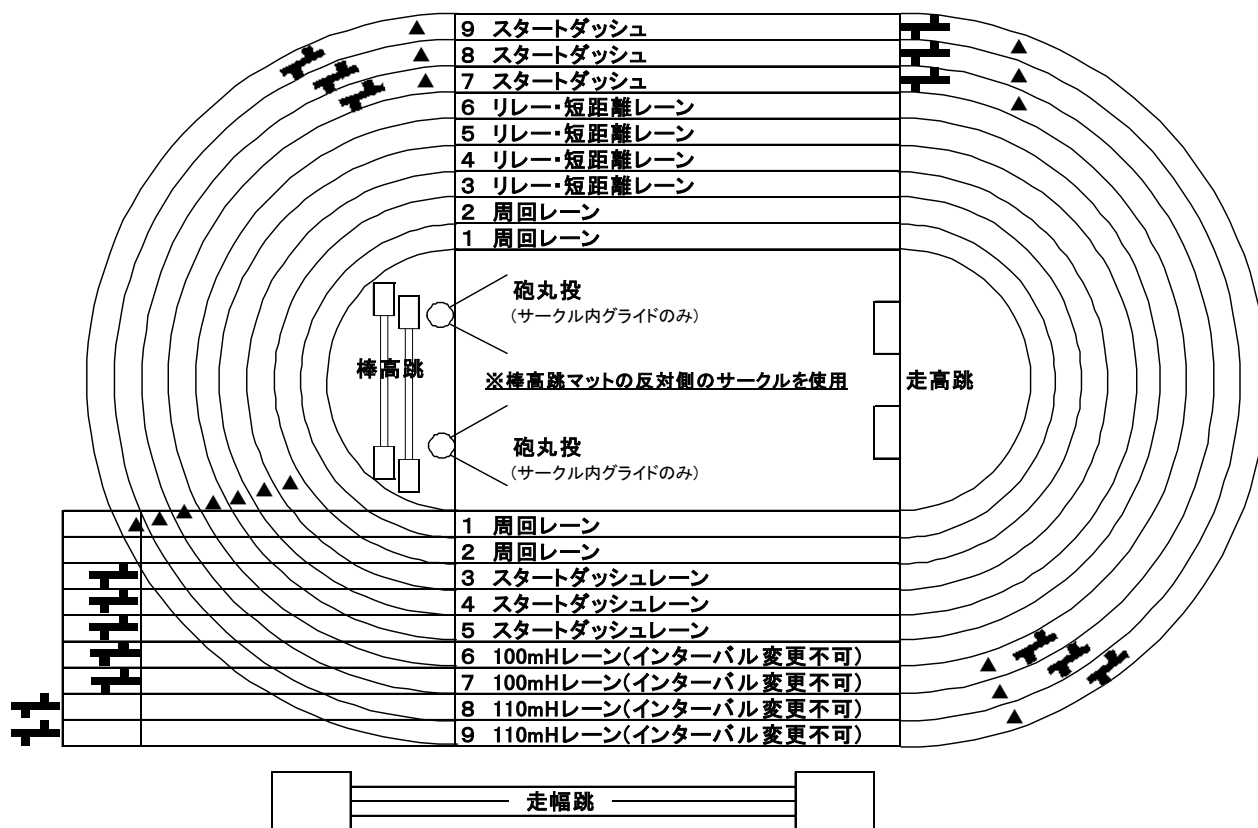 9 スタートダッシュ
8 スタートダッシュ
7 スタートダッシュ
6 リレー・短距離レーン
5 リレー・短距離レーン
4 リレー・短距離レーン
3 リレー・短距離レーン
2 周回レーン
1 周回レーン
砲丸投
(サークル内グライドのみ)
棒高跳
※棒高跳マットの反対側のサークルを使用
走高跳
砲丸投
(サークル内グライドのみ)
1 周回レーン
2 周回レーン
3 スタートダッシュレーン
4 スタートダッシュレーン
5 スタートダッシュレーン
6 100mHレーン(インターバル変更不可)
7 100mHレーン(インターバル変更不可)
8 110mHレーン(インターバル変更不可)
9 110mHレーン(インターバル変更不可)
走幅跳